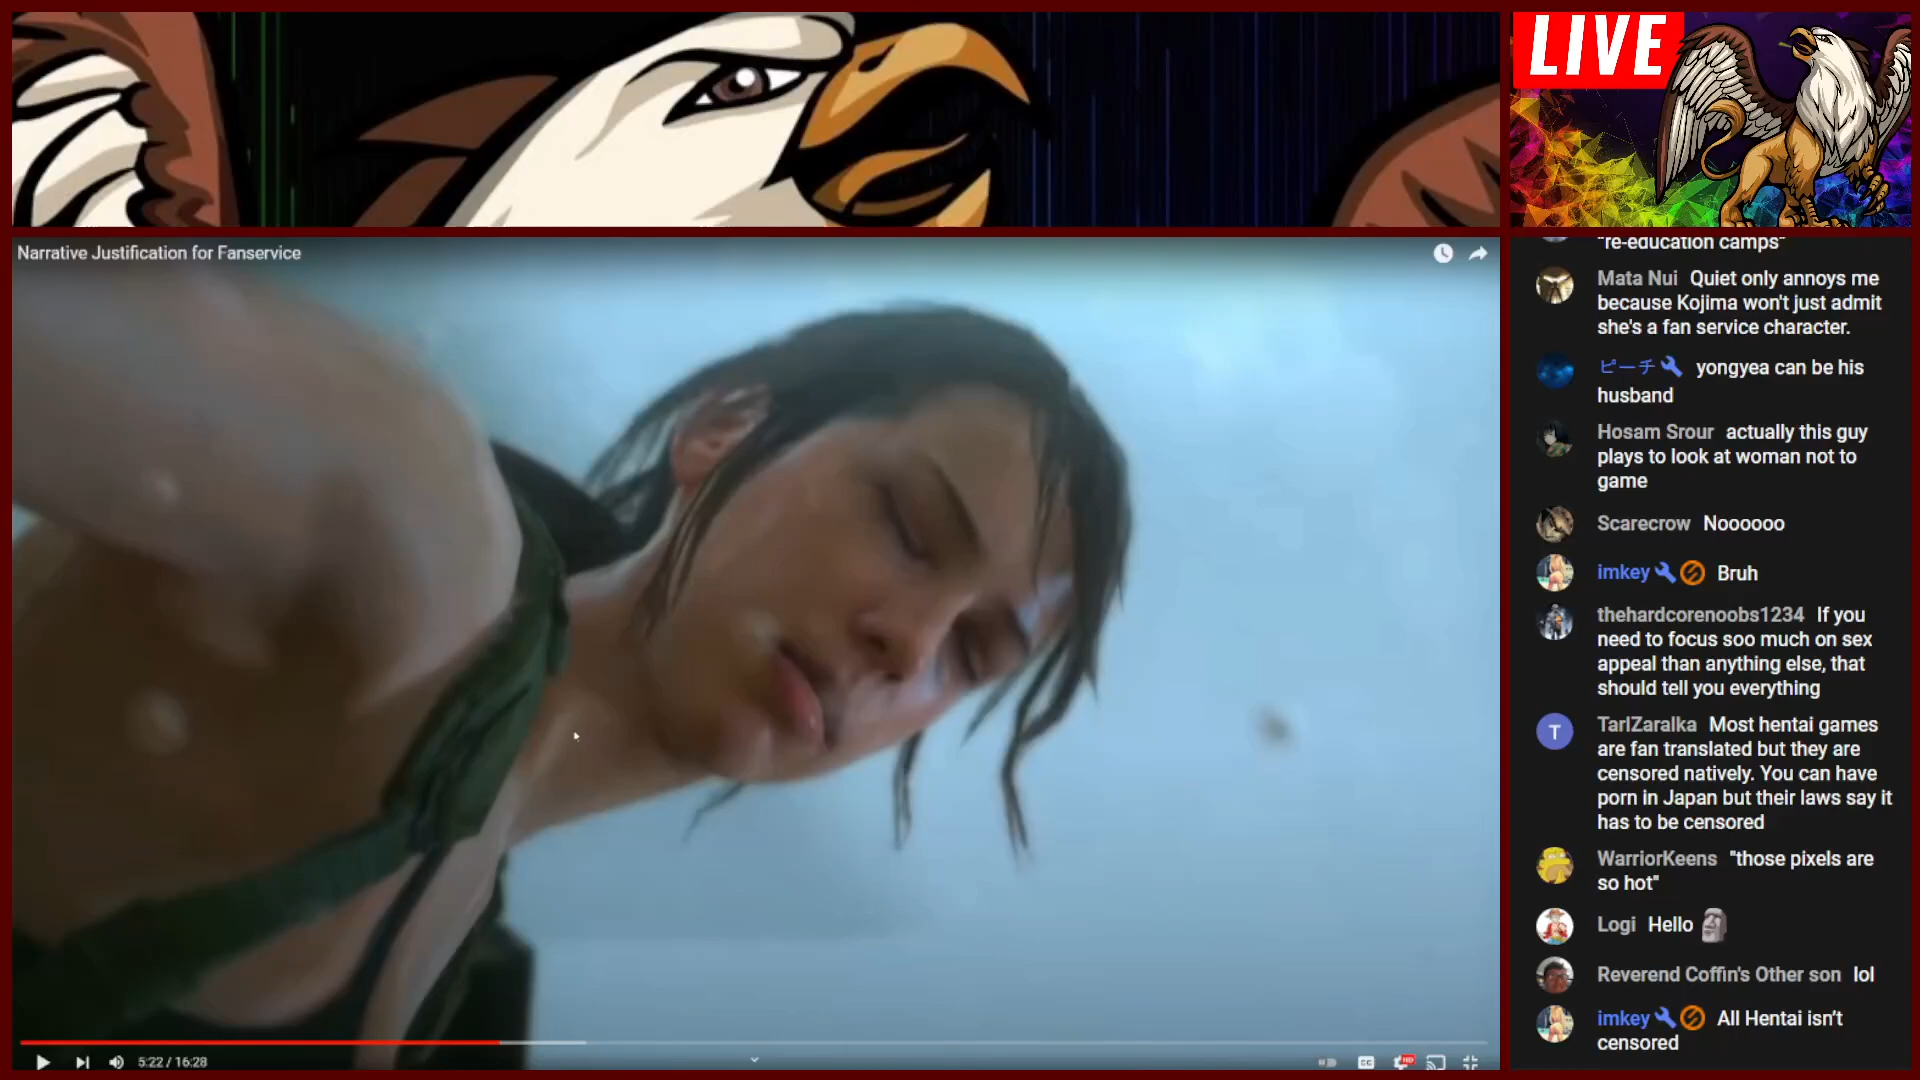 LIVE
Narrative Justification for Fanservice
"re-education camps"
Mata Nui Quiet only annoys me
because Kojima won't just admit
she's a fan service character.
ピーチ yongyea can be his
husband
Hosam Srour actually this guy
plays to look at woman not to
game
Scarecrow Noooooo
imkey Bruh
thehardcorenoobs1234 If you
need to focus soo much on sex
appeal than anything else, that
should tell you everything
T
TarlZaralka Most hentai games
are fan translated but they are
censored natively. You can have
porn in Japan but their laws say it
has to be censored
WarriorKeens "those pixels are
so hot"
Logi Hello
Reverend Coffin's Other son lol
imkey All Hentai isn't
censored
5:22 / 16:28
CC
HD